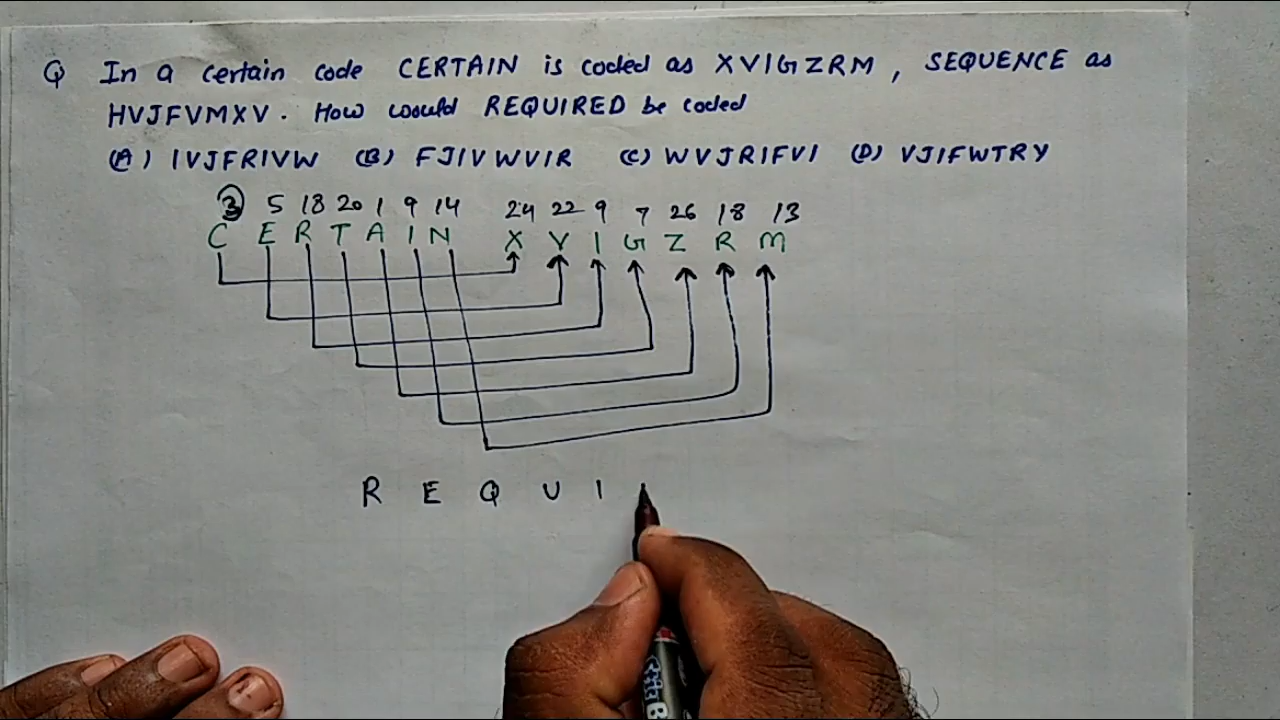 Q In a certain code CERTAIN is coded as XVIGZRM, SEQUENCE as
HVJFVMXV. How would REQUIRED be coded
(A) IVJFRIVW (B) FJIVWVIR (C) WVJRIFVI (D) VJIFWTRY
3 5 18 20 1 9 14 24 22 9 7 26 18 13
C E R T A I N X V I G Z R M
R E Q U I